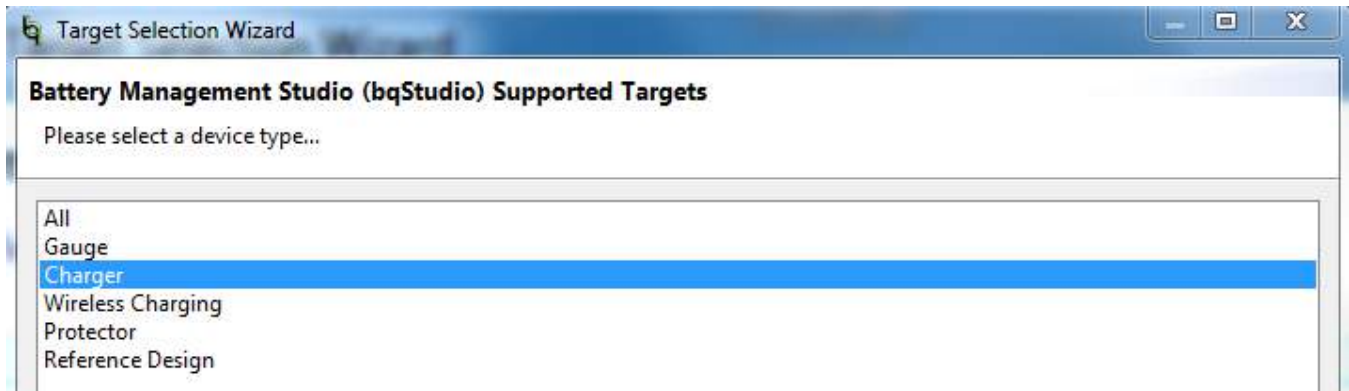 Target Selection Wizard
Battery Management Studio (bqStudio) Supported Targets
Please select a device type...
All
Gauge
Charger
Wireless Charging
Protector
Reference Design